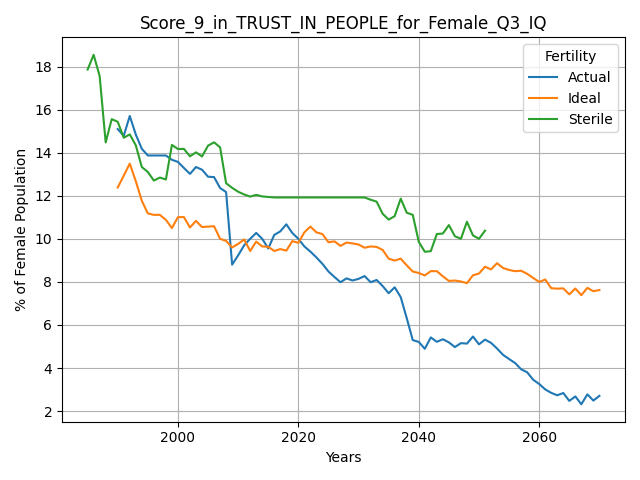 Score_9_in_TRUST_IN_PEOPLE_for_Female_Q3_IQ
Fertility
Actual
Ideal
Sterile
% of Female Population
18
16
14
12
10
8
6
4
2
2000 2020 2040 2060
Years